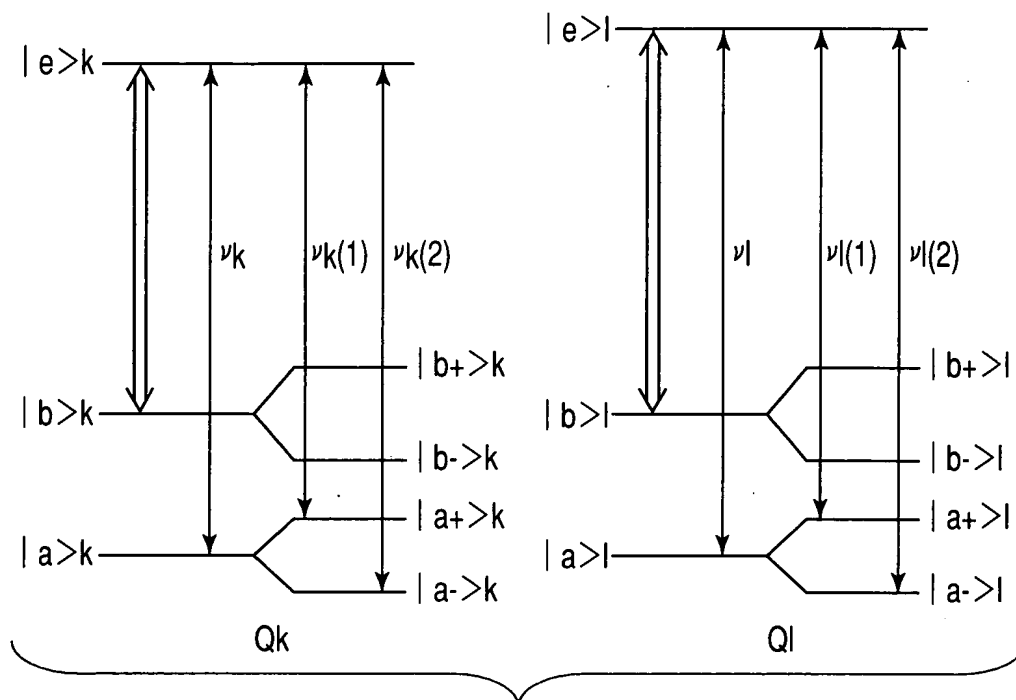 | e>k
| e>l
νk
νk(1)
νk(2)
νl
νl(1)
νl(2)
| b+>k
| b>k
| b->k
| a+>k
| a>k
| a->k
| b+>l
| b>l
| b->l
| a+>l
| a>l
| a->l
Qk
Ql